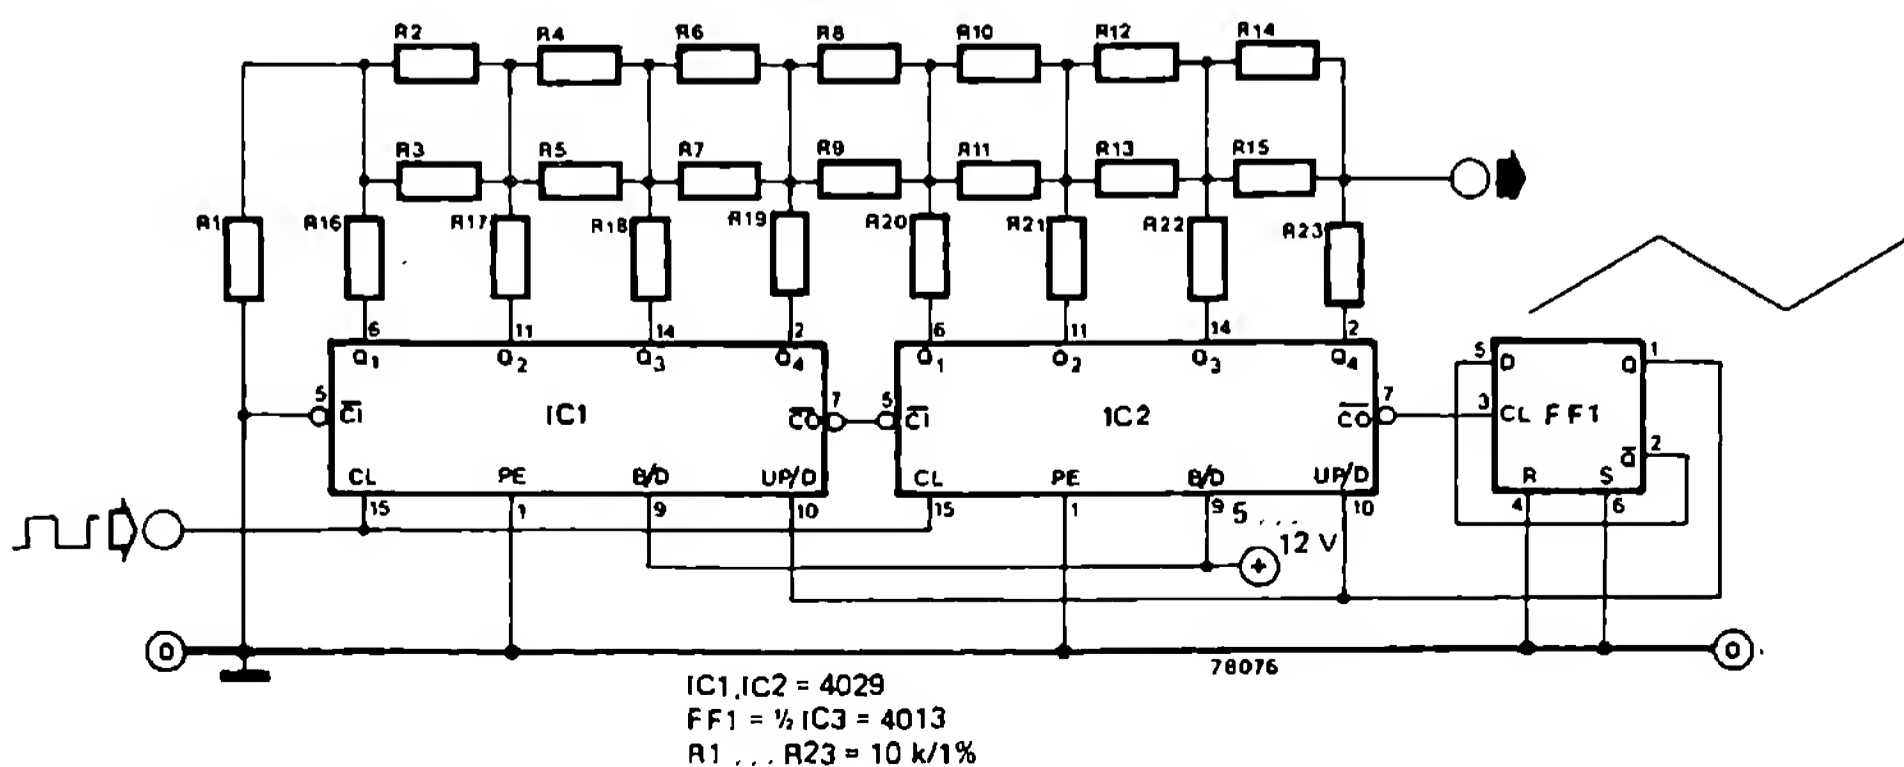 R2 R4 R6 R8 R10 R12 R14
R3 R5 R7 R9 R11 R13 R15
R1 R16 R17 R18 R19 R20 R21 R22 R23
6 11 14 2 6 11 14 2
Q1 Q2 Q3 Q4 Q1 Q2 Q3 Q4
5 D Q 1
5 CI IC1 CO 7 5 CI IC2 CO 7 3 CL FF1
Q 2
CL PE B/D UP/D CL PE B/D UP/D R S
15 1 9 10 15 1 9 10 4 6
5 ...
12 V
+
0 0
78076
IC1,IC2 = 4029
FF1 = ½ IC3 = 4013
R1 ... R23 = 10 k/1%